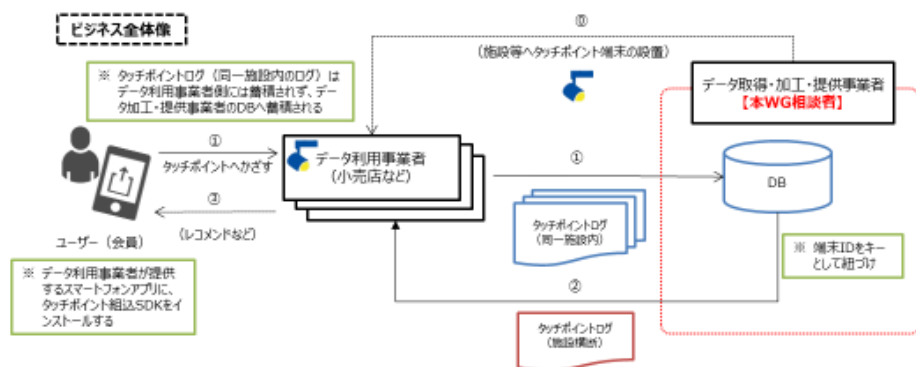 ビジネス全体像
⓪
(施設等へタッチポイント端末の設置)
※ タッチポイントログ（同一施設内のログ）は
データ利用事業者側には蓄積されず、デー
タ加工・提供事業者のDBへ蓄積される
データ取得・加工・提供事業者
【本WG相談者】
①
タッチポイントへかざす
データ利用事業者
(小売店など)
①
DB
③
(レコメンドなど)
ユーザー（会員）
タッチポイントログ
(同一施設内)
※ 端末IDをキー
として紐づけ
※ データ利用事業者が提供
するスマートフォンアプリに、
タッチポイント組込SDKをイ
ンストールする
②
タッチポイントログ
(施設横断)